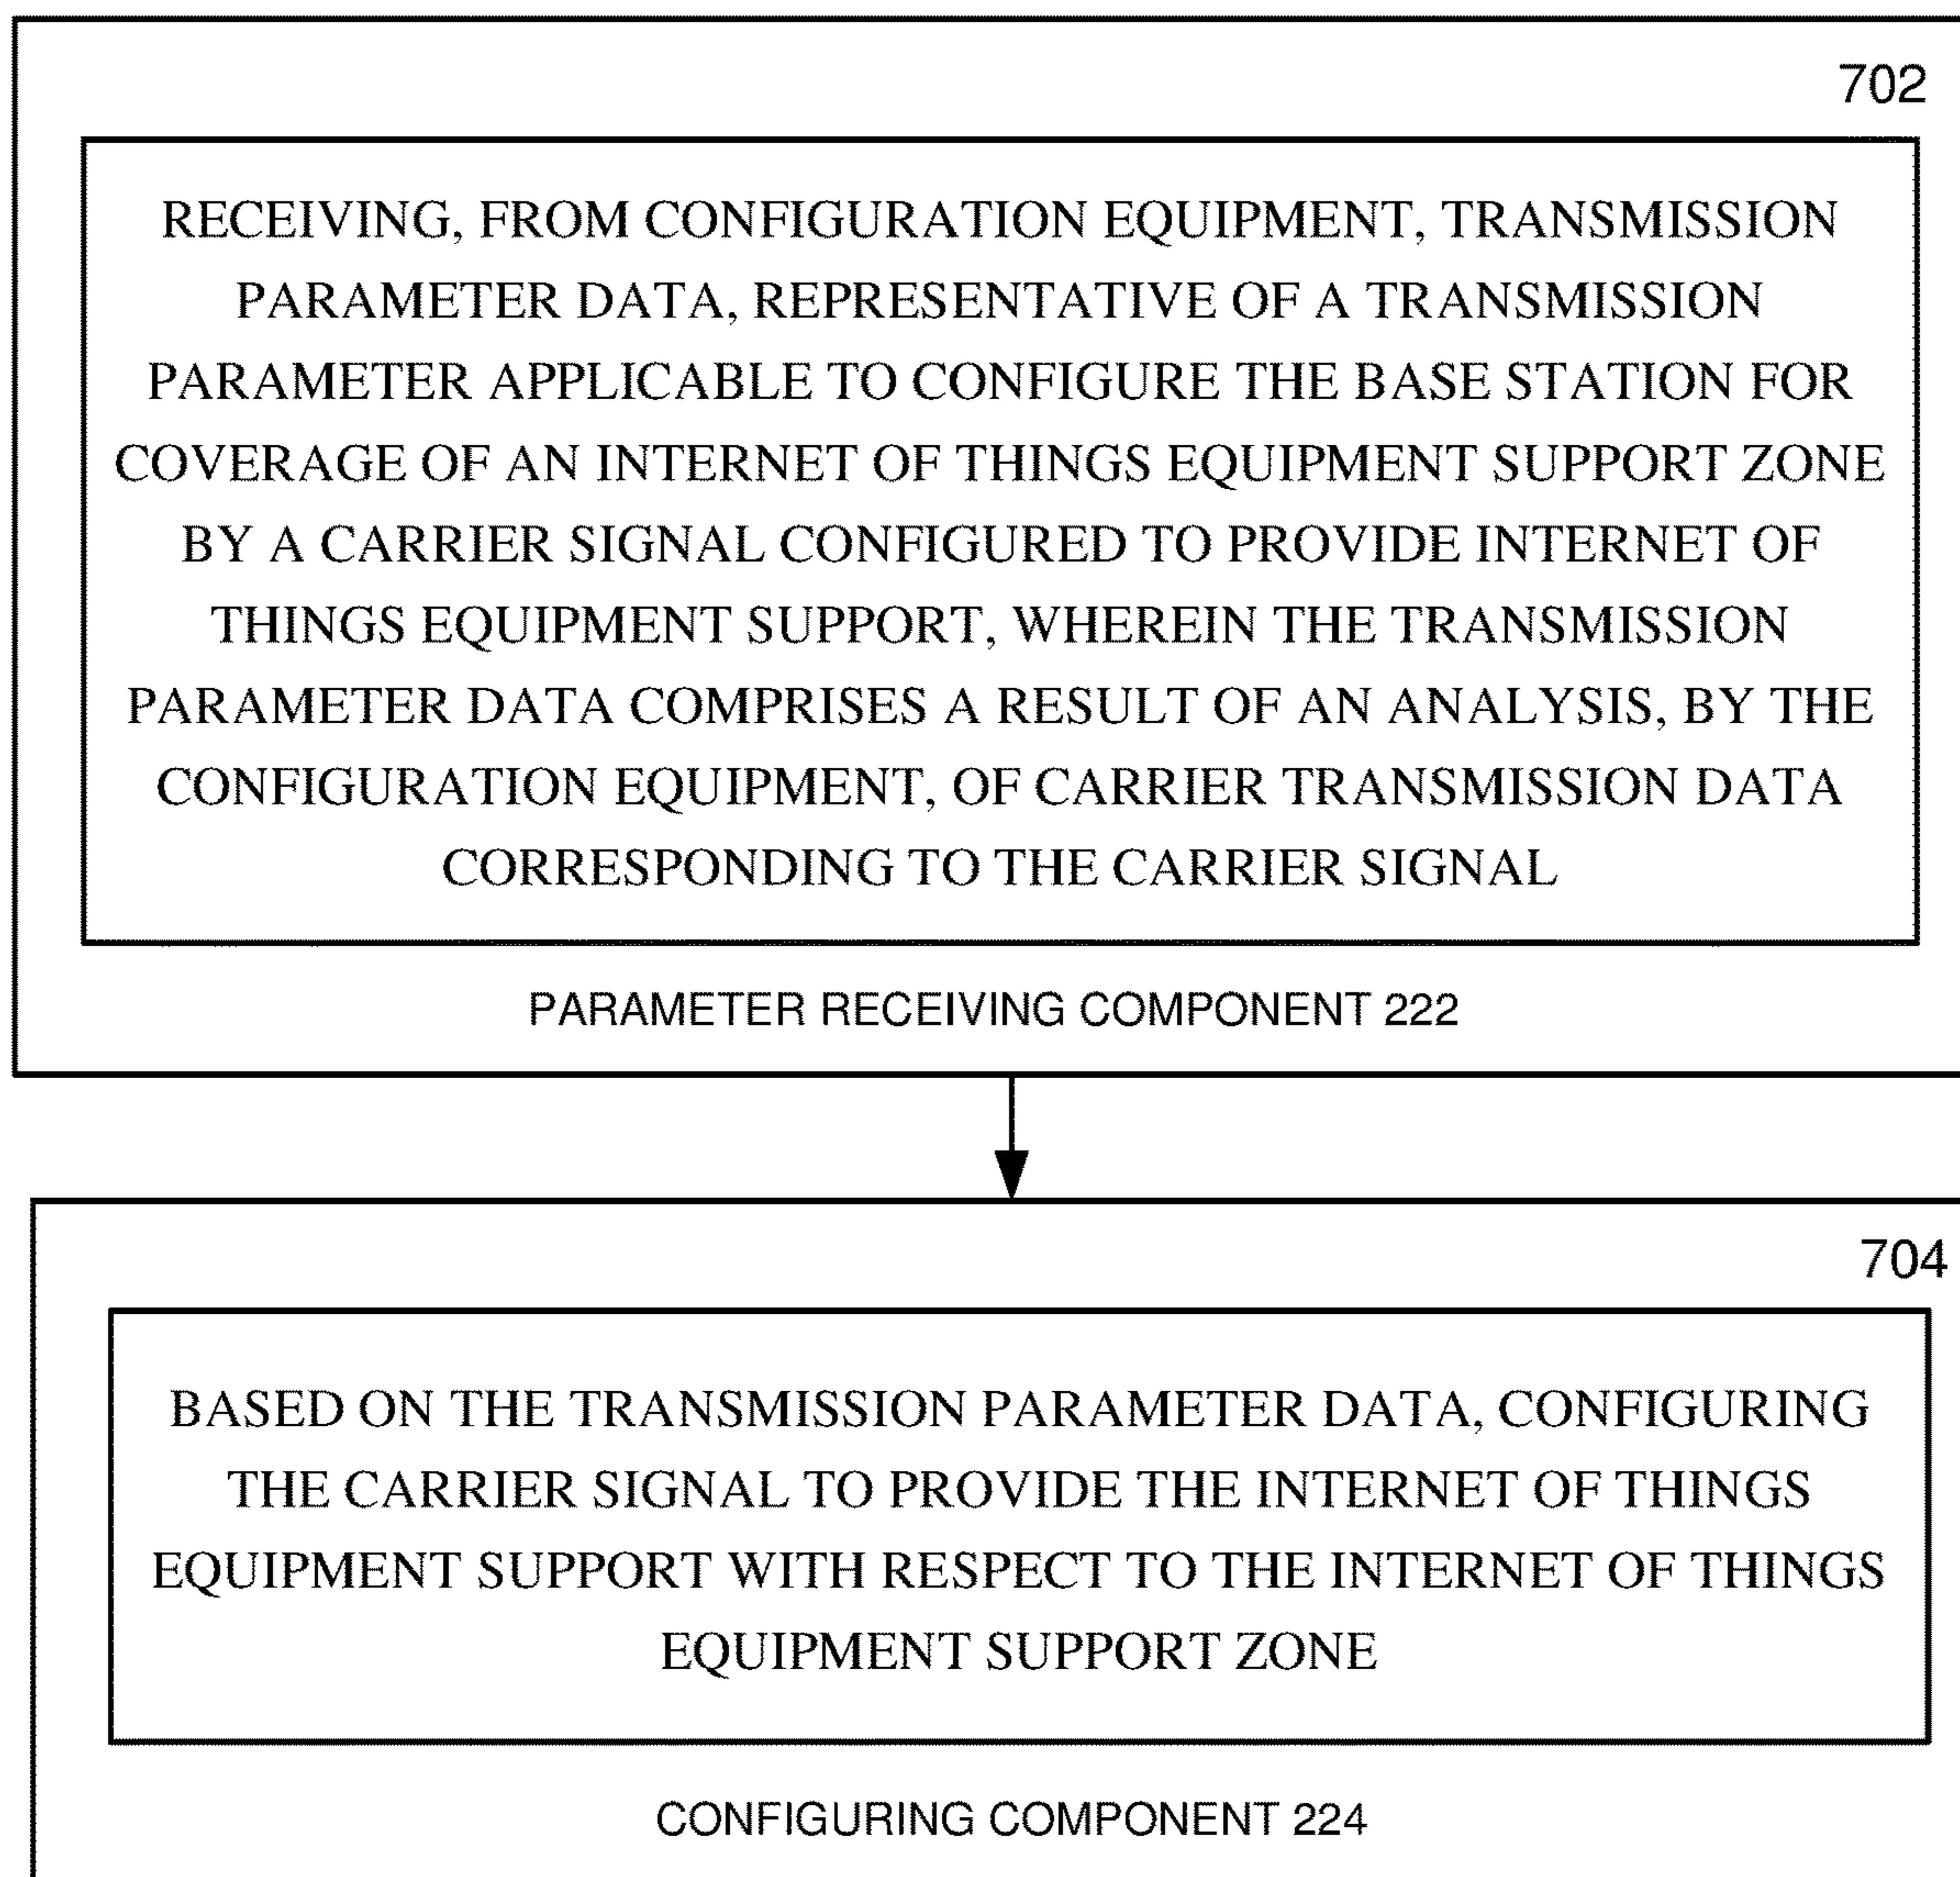 702
RECEIVING, FROM CONFIGURATION EQUIPMENT, TRANSMISSION
PARAMETER DATA, REPRESENTATIVE OF A TRANSMISSION
PARAMETER APPLICABLE TO CONFIGURE THE BASE STATION FOR
COVERAGE OF AN INTERNET OF THINGS EQUIPMENT SUPPORT ZONE
BY A CARRIER SIGNAL CONFIGURED TO PROVIDE INTERNET OF
THINGS EQUIPMENT SUPPORT, WHEREIN THE TRANSMISSION
PARAMETER DATA COMPRISES A RESULT OF AN ANALYSIS, BY THE
CONFIGURATION EQUIPMENT, OF CARRIER TRANSMISSION DATA
CORRESPONDING TO THE CARRIER SIGNAL
PARAMETER RECEIVING COMPONENT 222
704
BASED ON THE TRANSMISSION PARAMETER DATA, CONFIGURING
THE CARRIER SIGNAL TO PROVIDE THE INTERNET OF THINGS
EQUIPMENT SUPPORT WITH RESPECT TO THE INTERNET OF THINGS
EQUIPMENT SUPPORT ZONE
CONFIGURING COMPONENT 224